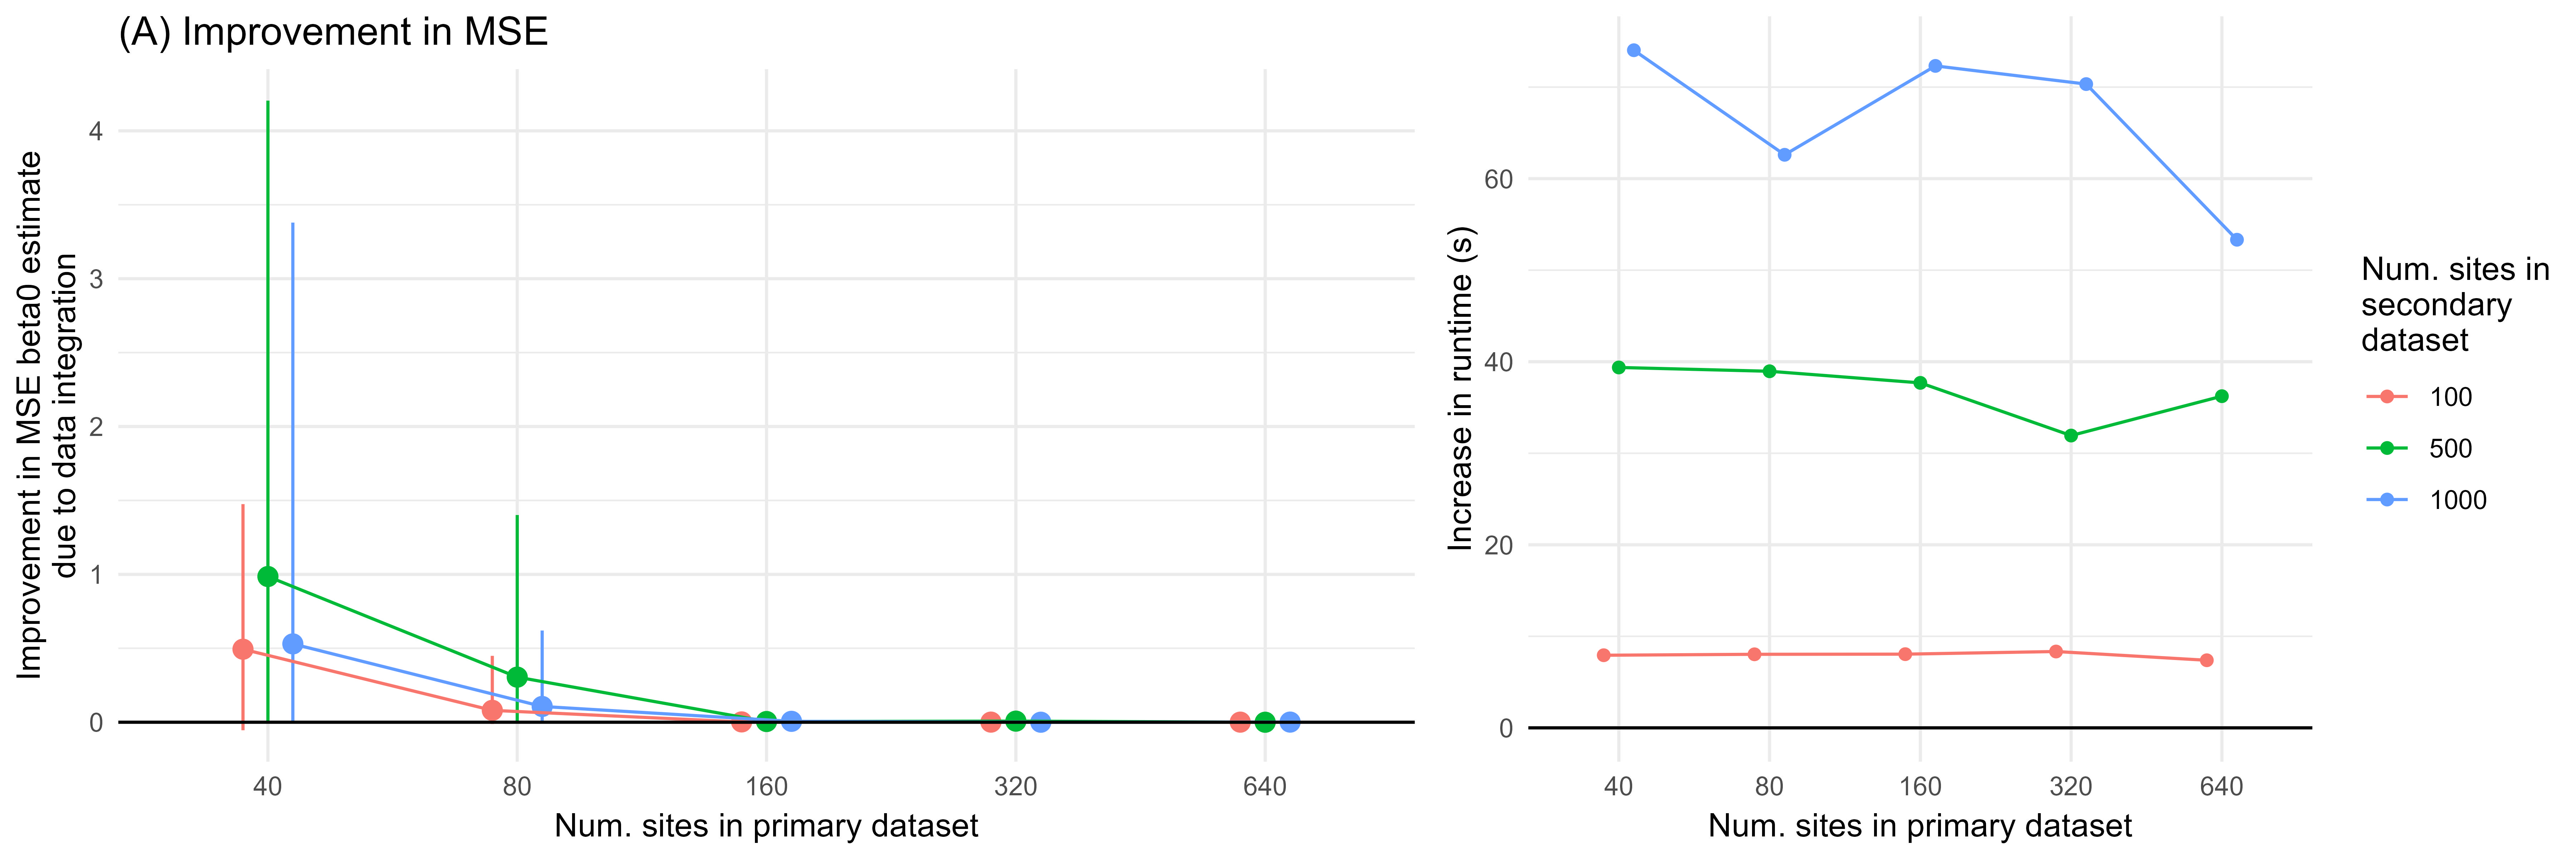 (A) Improvement in MSE
Improvement in MSE beta0 estimate
due to data integration
4
3
2
1
0
40
80
160
320
640
Num. sites in primary dataset
Increase in runtime (s)
60
40
20
0
40
80
160
320
640
Num. sites in primary dataset
Num. sites in
secondary
dataset
100
500
1000